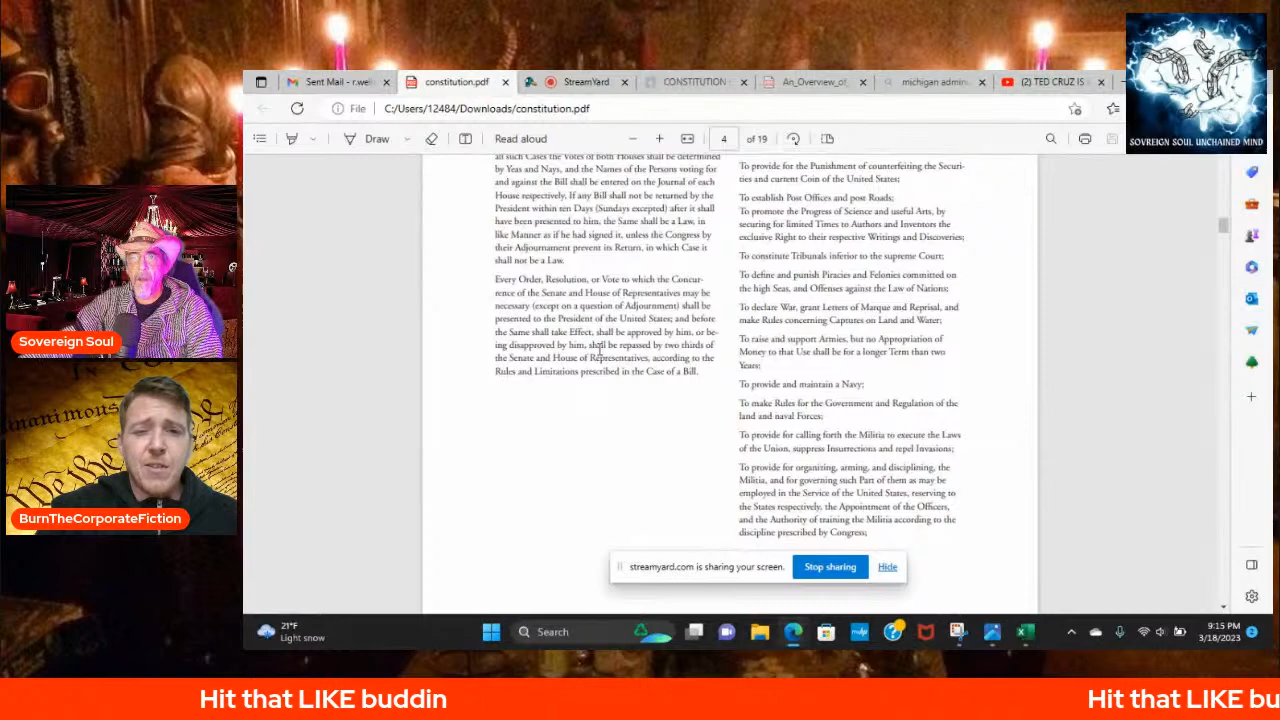 SOVREIGN SOUL UNCHAINED MIND
Sent Mail - r.wel
constitution.pdf
StreamYard
CONSTITUTION
An_Overview_of
michigan admin
(2) TED CRUZ IS
File
C:/Users/12484/Downloads/constitution.pdf
Draw
Read aloud
4
of 19
all such Cases the Votes of both Houses shall be determined
by Yeas and Nays, and the Names of the Persons voting for
and against the Bill shall be entered on the Journal of each
House respectively, If any Bill shall not be returned by the
President within ten Days (Sundays excepted) after it shall
have been presented to him, the Same shall be a Law, in
like Manner as if he had signed it, unless the Congress by
their Adjournament prevent its Return, in which Case it
shall not be a Law.
Every Order, Resolution, or Vote to which the Concur-
rence of the Senate and House of Representatives may be
necessary (except on a question of Adjournment) shall be
presented to the President of the United States; and before
the Same shall take Effect, shall be approved by him, or be-
ing disapproved by him, shall be repassed by two thirds of
the Senate and House of Representatives, according to the
Rules and Limitations prescribed in the Case of a Bill.
To provide for the Punishment of counterfeiting the Securi-
ties and current Coin of the United States;
To establish Post Offices and post Roads;
To promote the Progress of Science and useful Arts, by
securing for limited Times to Authors and Inventors the
exclusive Right to their respective Writings and Discoveries;
To constitute Tribunals inferior to the supreme Court;
To define and punish Piracies and Felonies committed on
the high Seas, and Offenses against the Law of Nations;
To declare War, grant Letters of Marque and Reprisal, and
make Rules concerning Captures on Land and Water;
To raise and support Armies, but no Appropriation of
Money to that Use shall be for a longer Term than two
Years;
To provide and maintain a Navy;
To make Rules for the Government and Regulation of the
land and naval Forces;
To provide for calling forth the Militia to execute the Laws
of the Union, suppress Insurrections and repel Invasions;
To provide for organizing, arming, and disciplining, the
Militia, and for governing such Part of them as may be
employed in the Service of the United States, reserving to
the States respectively, the Appointment of the Officers,
and the Authority of training the Militia according to the
discipline prescribed by Congress;
Sovereign Soul
We the
BurnTheCorporateFiction
streamyard.com is sharing your screen.
Stop sharing
Hide
21°F
Light snow
Search
9:15 PM
3/18/2023
Hit that LIKE buddin
Hit that LIKE bu